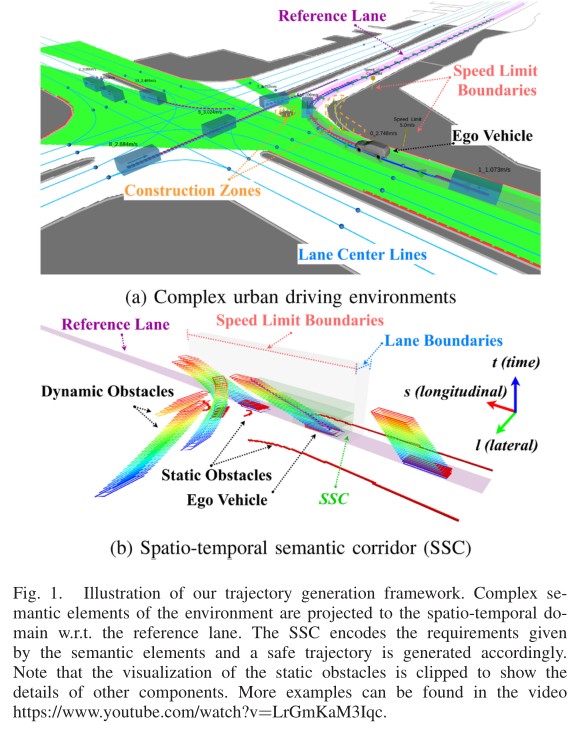 Reference Lane
Speed Limit
Boundaries
Ego Vehicle
Construction Zones
Lane Center Lines
(a) Complex urban driving environments
Reference Lane
Speed Limit Boundaries
Lane Boundaries
t (time)
s (longitudinal)
l (lateral)
Dynamic Obstacles
Static Obstacles
Ego Vehicle
SSC
(b) Spatio-temporal semantic corridor (SSC)
Fig. 1. Illustration of our trajectory generation framework. Complex se-
mantic elements of the environment are projected to the spatio-temporal do-
main w.r.t. the reference lane. The SSC encodes the requirements given
by the semantic elements and a safe trajectory is generated accordingly.
Note that the visualization of the static obstacles is clipped to show the
details of other components. More examples can be found in the video
https://www.youtube.com/watch?v=LrGmKaM3Iqc.